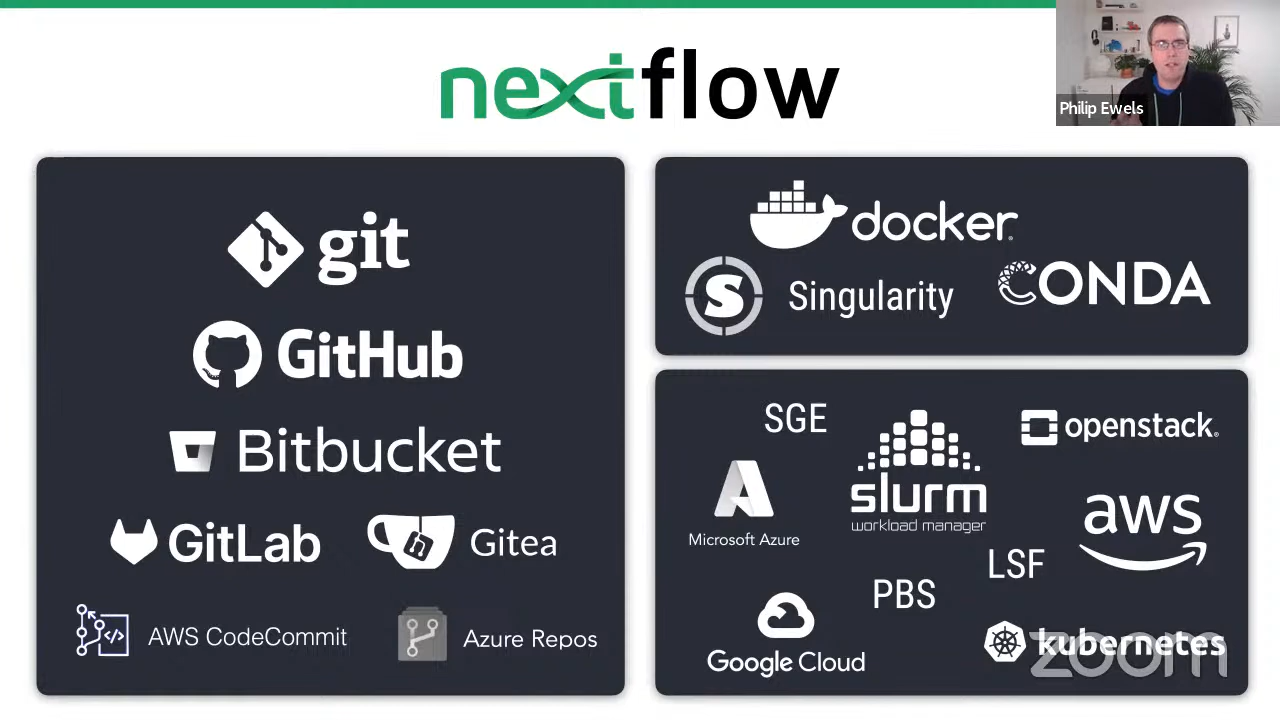 nextflow
Philip Ewels
git
GitHub
Bitbucket
GitLab
Gitea
AWS CodeCommit
Azure Repos
docker
Singularity
CONDA
SGE
openstack.
slurm
workload manager
Microsoft Azure
aws
LSF
PBS
Google Cloud
kubernetes
zoom